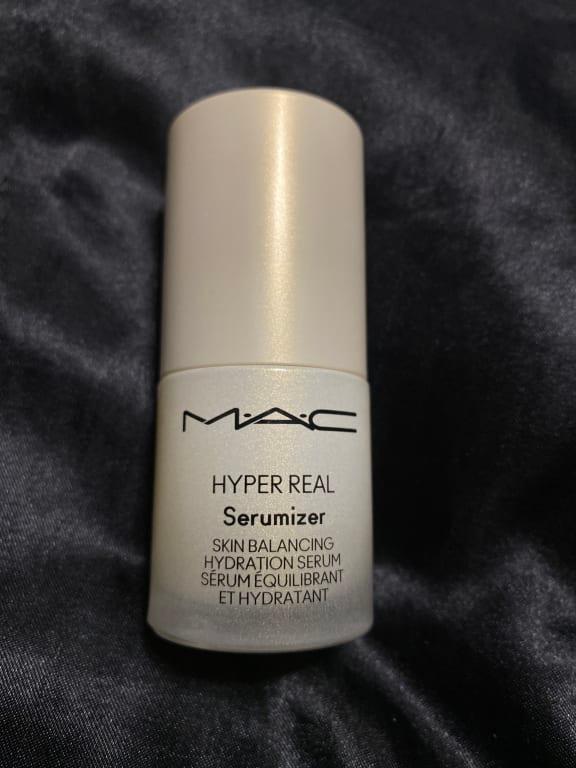 M·A·C
HYPER REAL
Serumizer
SKIN BALANCING
HYDRATION SERUM
SÉRUM ÉQUILIBRANT
ET HYDRATANT